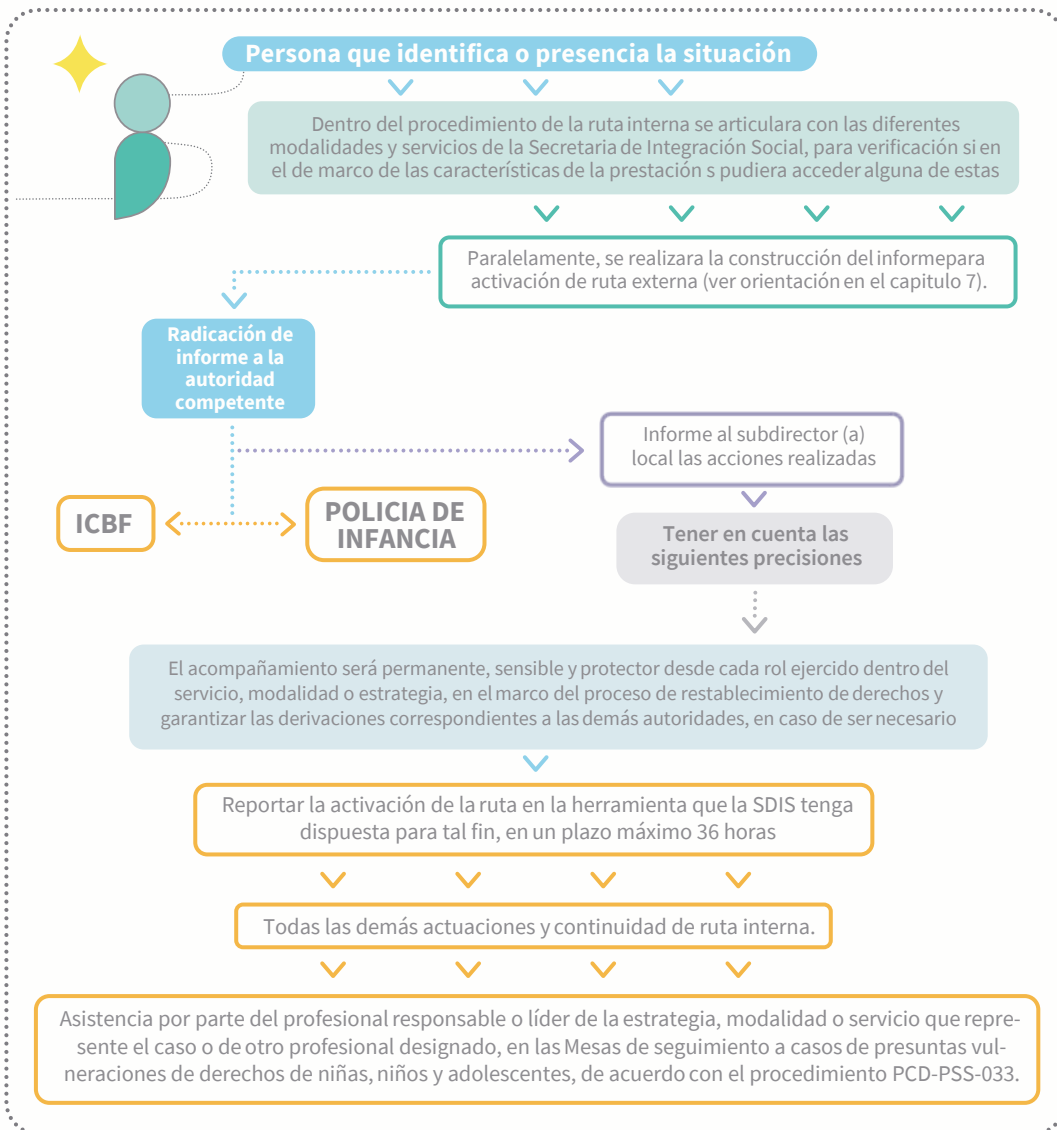 Persona que identifica o presencia la situación
Dentro del procedimiento de la ruta interna se articulara con las diferentes
modalidades y servicios de la Secretaria de Integración Social, para verificación si en
el de marco de las características de la prestación s pudiera acceder alguna de estas
Paralelamente, se realizara la construcción del informepara
activación de ruta externa (ver orientación en el capitulo 7).
Radicación de
informe a la
autoridad
competente
Informe al subdirector (a)
local las acciones realizadas
ICBF
POLICIA DE
INFANCIA
Tener en cuenta las
siguientes precisiones
El acompañamiento será permanente, sensible y protector desde cada rol ejercido dentro del
servicio, modalidad o estrategia, en el marco del proceso de restablecimiento de derechos y
garantizar las derivaciones correspondientes a las demás autoridades, en caso de ser necesario
Reportar la activación de la ruta en la herramienta que la SDIS tenga
dispuesta para tal fin, en un plazo máximo 36 horas
Todas las demás actuaciones y continuidad de ruta interna.
Asistencia por parte del profesional responsable o líder de la estrategia, modalidad o servicio que repre-
sente el caso o de otro profesional designado, en las Mesas de seguimiento a casos de presuntas vul-
neraciones de derechos de niñas, niños y adolescentes, de acuerdo con el procedimiento PCD-PSS-033.